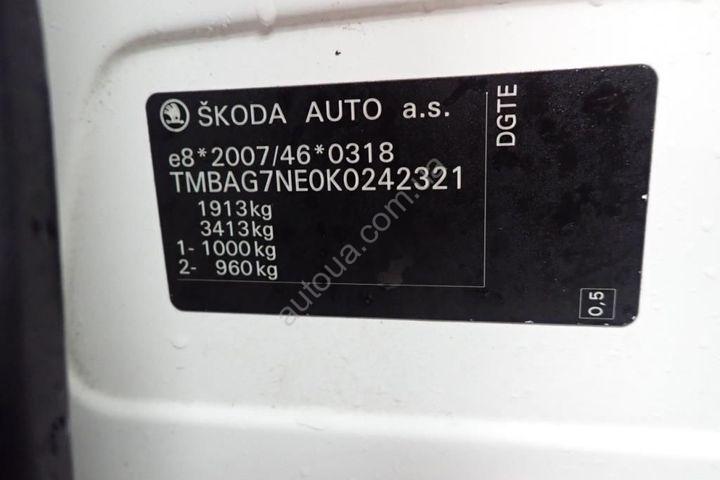 ŠKODA AUTO a.s.
e8*2007/46*0318
TMBAG7NE0K0242321
1913kg
3413kg
1- 1000kg
2- 960kg
DGTE
0,5
autoua.com.ua